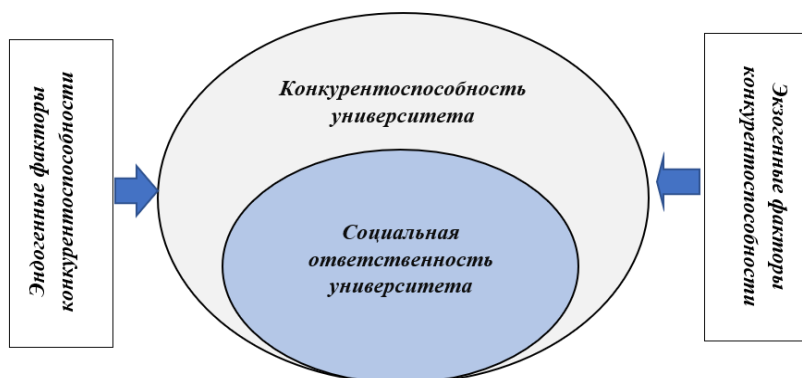 Эндогенные факторы
конкурентоспособности
Конкурентоспособность
университета
Социальная
ответственность
университета
Экзогенные факторы
конкурентоспособности